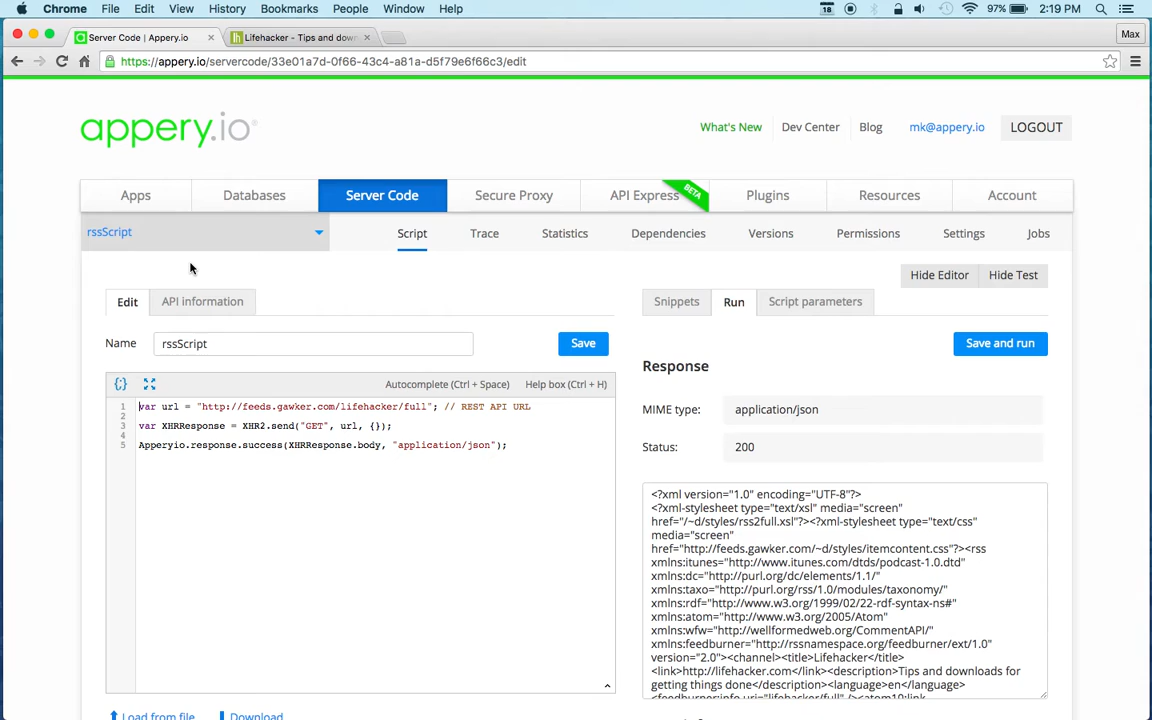 Chrome File Edit View History Bookmarks People Window Help 18 97% 2:19 PM
Server Code | Appery.io × Lifehacker - Tips and dow × Max
https://appery.io/servercode/33e01a7d-0f66-43c4-a81a-d5f79e6f66c3/edit
appery.io® What's New Dev Center Blog mk@appery.io LOGOUT
Apps Databases Server Code Secure Proxy API Express BETA Plugins Resources Account
rssScript Script Trace Statistics Dependencies Versions Permissions Settings Jobs
Hide Editor Hide Test
Edit API information Snippets Run Script parameters
Name rssScript Save Save and run
Response
{;} Autocomplete (Ctrl + Space) Help box (Ctrl + H)
1 var url = "http://feeds.gawker.com/lifehacker/full"; // REST API URL
2
3 var XHRResponse = XHR2.send("GET", url, {});
4
5 Apperyio.response.success(XHRResponse.body, "application/json");
MIME type: application/json
Status: 200
<?xml version="1.0" encoding="UTF-8"?>
<?xml-stylesheet type="text/xsl" media="screen"
href="/~d/styles/rss2full.xsl"?><?xml-stylesheet type="text/css"
media="screen"
href="http://feeds.gawker.com/~d/styles/itemcontent.css"?><rss
xmlns:itunes="http://www.itunes.com/dtds/podcast-1.0.dtd"
xmlns:dc="http://purl.org/dc/elements/1.1/"
xmlns:taxo="http://purl.org/rss/1.0/modules/taxonomy/"
xmlns:rdf="http://www.w3.org/1999/02/22-rdf-syntax-ns#"
xmlns:atom="http://www.w3.org/2005/Atom"
xmlns:wfw="http://wellformedweb.org/CommentAPI/"
xmlns:feedburner="http://rssnamespace.org/feedburner/ext/1.0"
version="2.0"><channel><title>Lifehacker</title>
<link>http://lifehacker.com</link><description>Tips and downloads for
getting things done</description><language>en</language>
<feedburner:info uri="lifehacker/full" /><atom10:link
Load from file Download